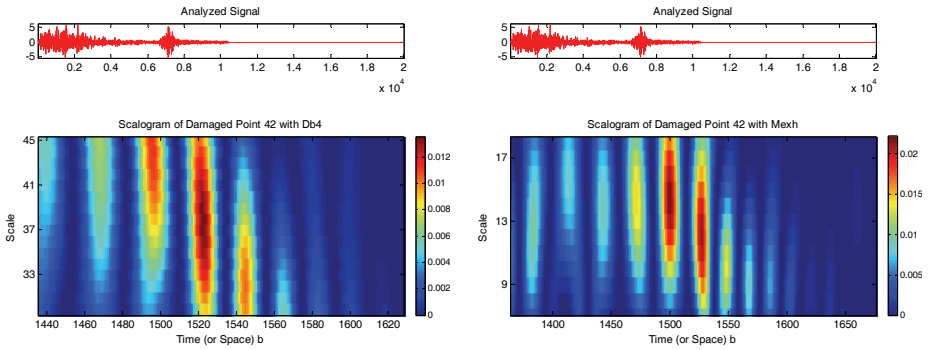 Analyzed Signal
5
0
-5
0.2 0.4 0.6 0.8 1 1.2 1.4 1.6 1.8 2
x 10^4
Scalogram of Damaged Point 42 with Db4
Scale
45
41
37
33
1440 1460 1480 1500 1520 1540 1560 1580 1600 1620
Time (or Space) b
0.012
0.010
0.008
0.006
0.004
0.002
0
Analyzed Signal
5
0
-5
0.2 0.4 0.6 0.8 1 1.2 1.4 1.6 1.8 2
x 10^4
Scalogram of Damaged Point 42 with Mexh
Scale
17
13
9
1400 1450 1500 1550 1600 1650
Time (or Space) b
0.02
0.015
0.01
0.005
0